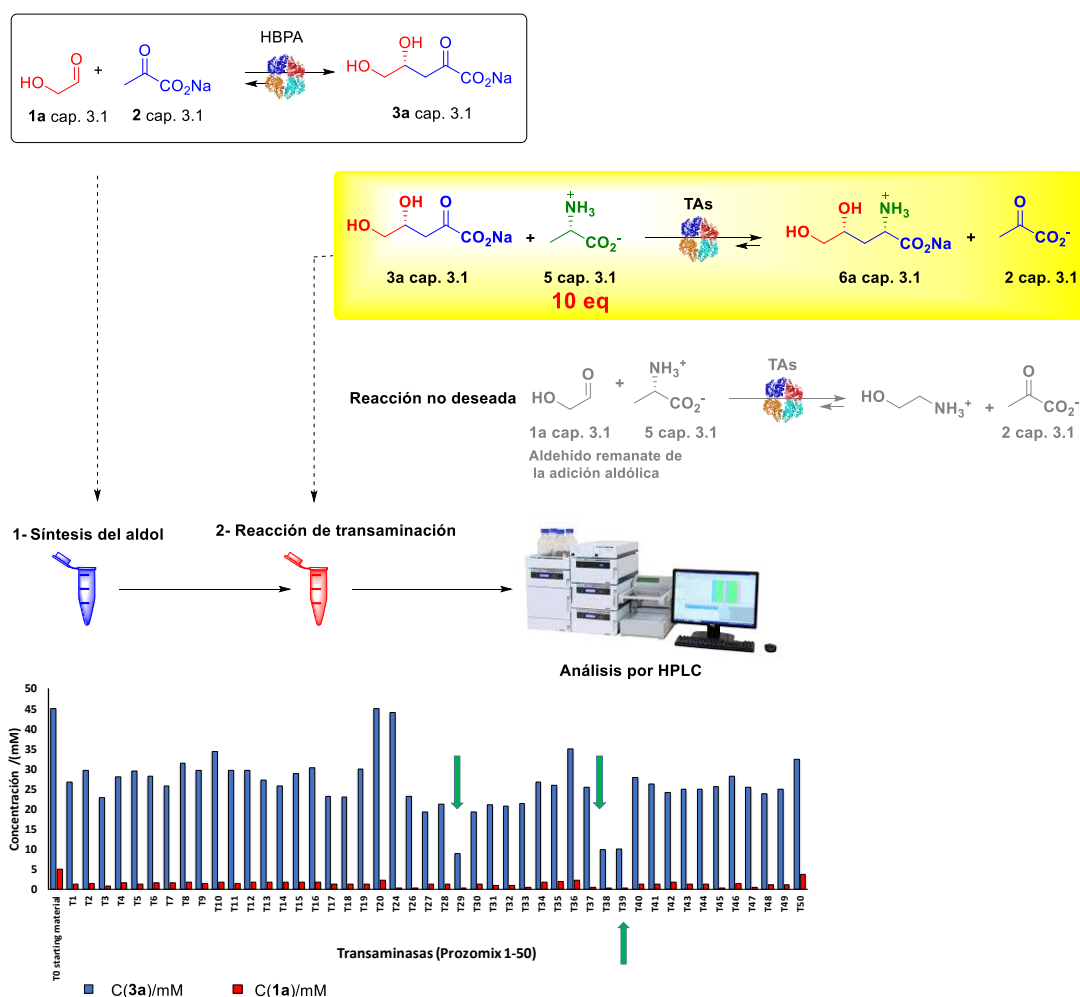 HBPA
OH
O
HO
CO₂Na
3a cap. 3.1
O
HO
1a cap. 3.1
+
O
CO₂Na
2 cap. 3.1
OH
O
HO
CO₂Na
3a cap. 3.1
+
+
NH₃
CO₂⁻
5 cap. 3.1
10 eq
TAs
OH
+
NH₃
HO
CO₂Na
6a cap. 3.1
+
O
CO₂⁻
2 cap. 3.1
Reacción no deseada
O
HO
1a cap. 3.1
Aldehído remanate de
la adición aldólica
+
NH₃⁺
CO₂⁻
5 cap. 3.1
TAs
HO
NH₃⁺
+
O
CO₂⁻
2 cap. 3.1
1- Síntesis del aldol
2- Reacción de transaminación
Análisis por HPLC
Concentración /(mM)
50
45
40
35
30
25
20
15
10
5
0
T0 starting material
T1
T2
T3
T4
T5
T6
T7
T8
T9
T10
T11
T12
T13
T14
T15
T16
T17
T18
T19
T20
T24
T26
T27
T28
T29
T30
T31
T32
T33
T34
T35
T36
T37
T38
T39
T40
T41
T42
T43
T44
T45
T46
T47
T48
T49
T50
Transaminasas (Prozomix 1-50)
C(3a)/mM
C(1a)/mM